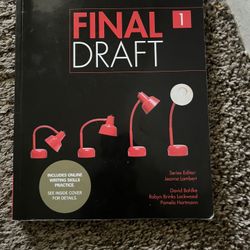 FINAL 1
DRAFT
Series Editor:
Jeanne Lambert
INCLUDES ONLINE
WRITING SKILLS
PRACTICE.
SEE INSIDE COVER
FOR DETAILS.
David Bohlke
Robyn Brinks Lockwood
Pamela Hartmann